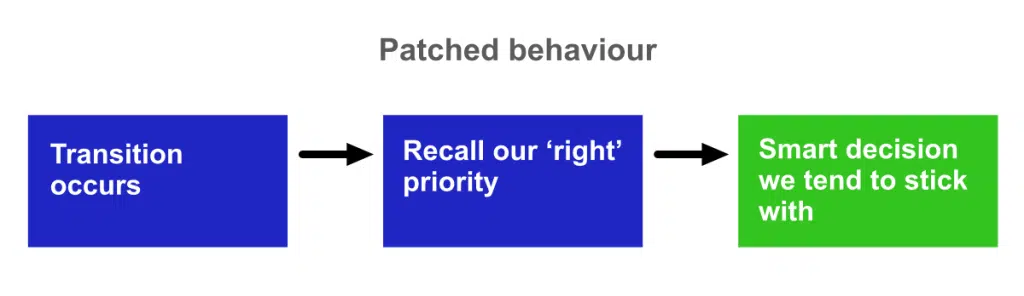 Patched behaviour
Transition
occurs
Recall our ‘right’
priority
Smart decision
we tend to stick
with